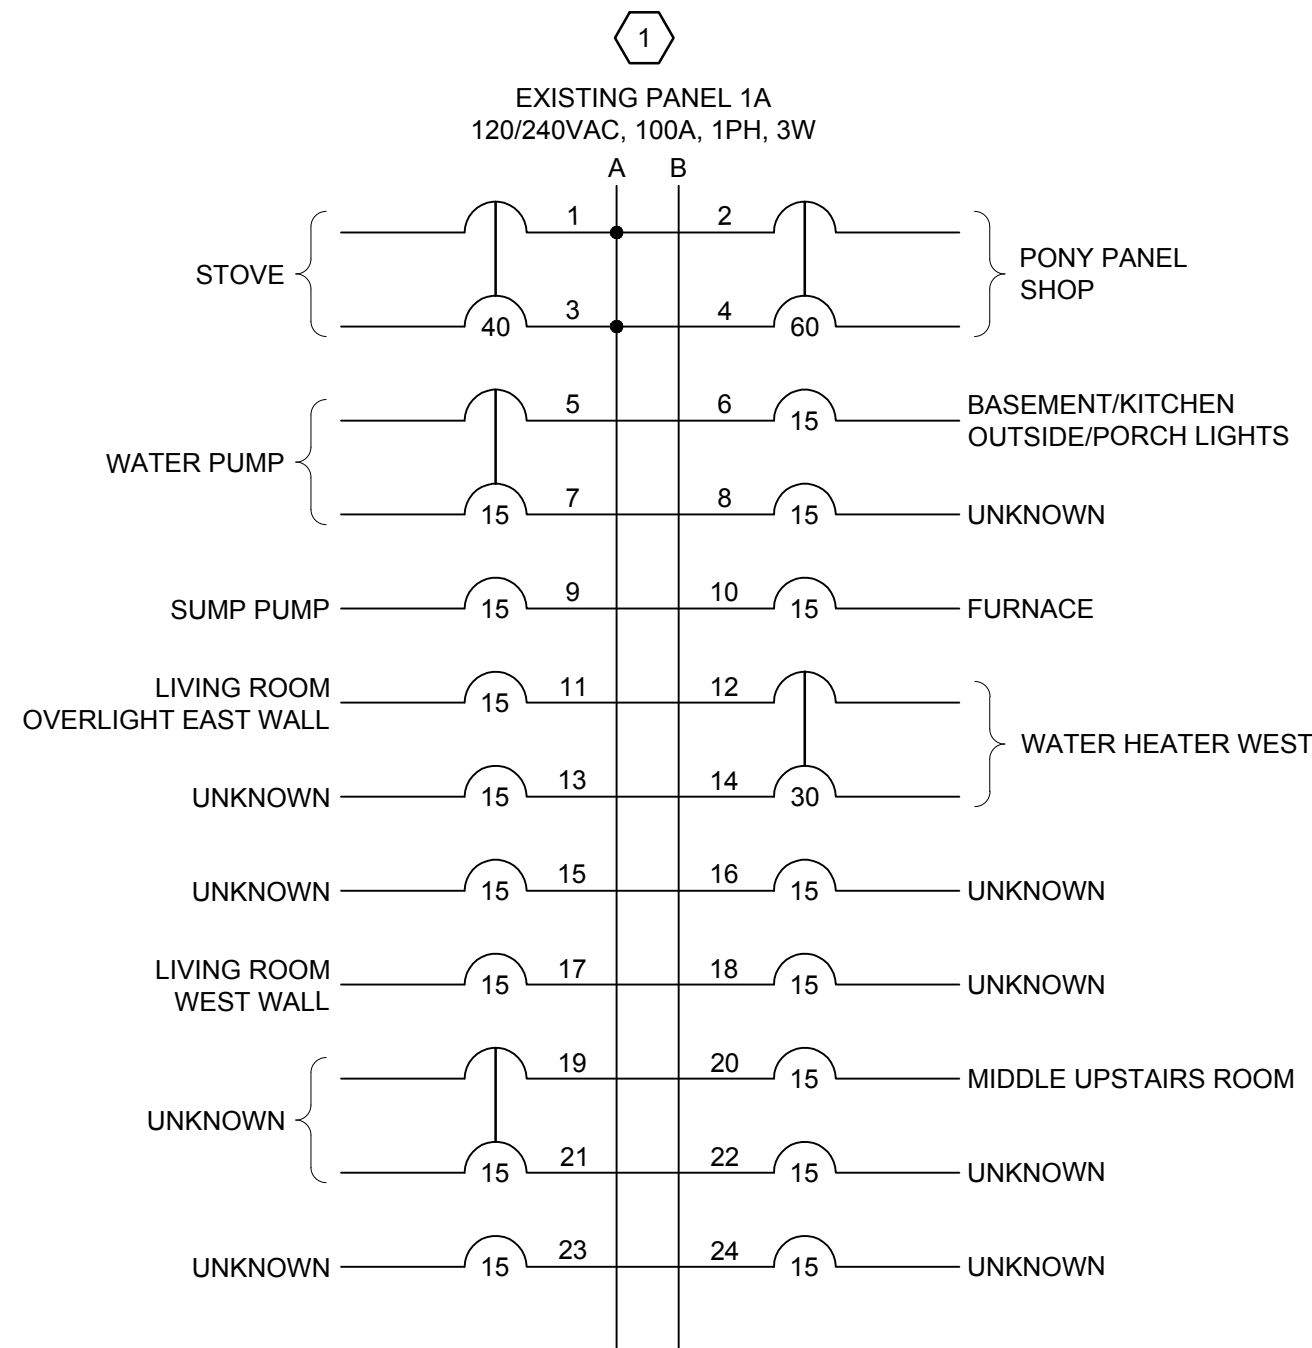 1
EXISTING PANEL 1A
120/240VAC, 100A, 1PH, 3W
A B
1 2
STOVE
PONY PANEL
SHOP
3 4
40 60
5 6
15
BASEMENT/KITCHEN
OUTSIDE/PORCH LIGHTS
WATER PUMP
7 8
15 15 UNKNOWN
9 10
SUMP PUMP 15 15 FURNACE
11 12
LIVING ROOM
OVERLIGHT EAST WALL
15
WATER HEATER WEST
13 14
UNKNOWN 15 30
15 16
UNKNOWN 15 15 UNKNOWN
17 18
LIVING ROOM
WEST WALL
15 15 UNKNOWN
19 20
15 MIDDLE UPSTAIRS ROOM
UNKNOWN
21 22
15 15 UNKNOWN
23 24
UNKNOWN 15 15 UNKNOWN